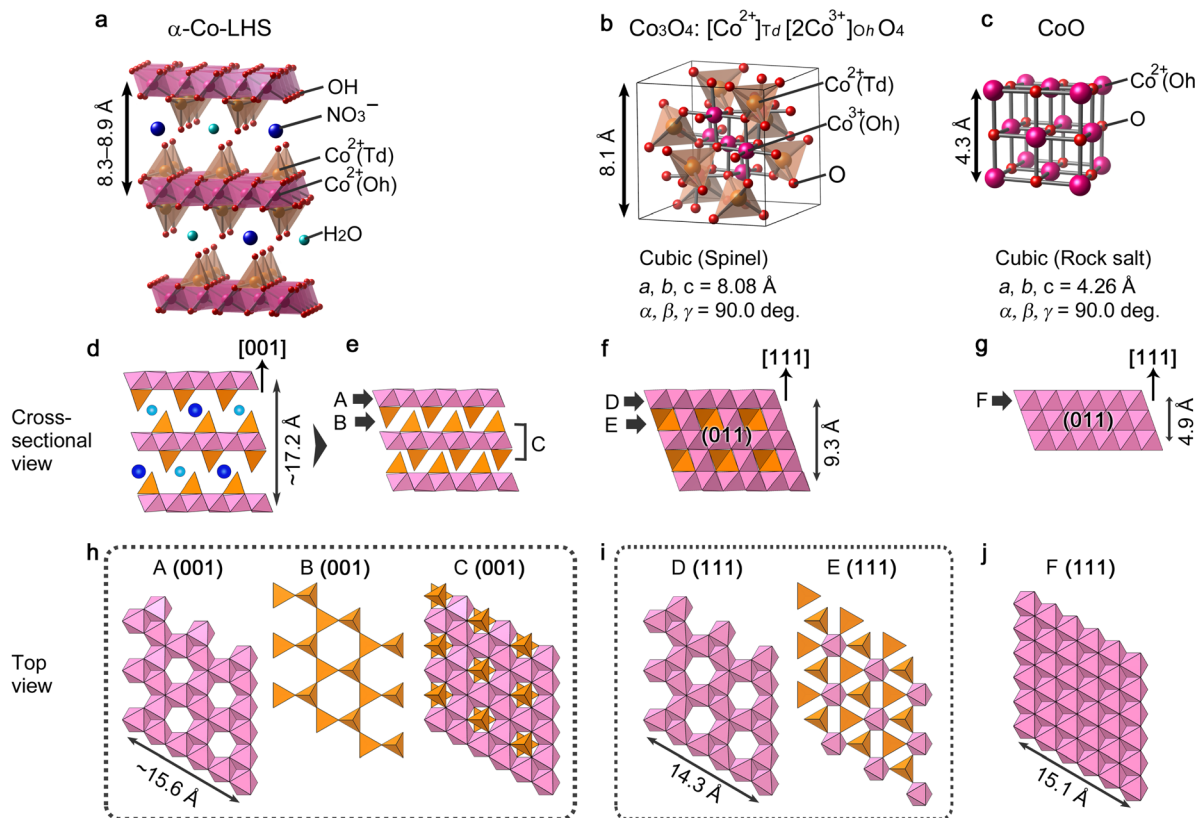 a
α-Co-LHS
8.3–8.9 Å
OH
NO3−
Co2+(Td)
Co2+(Oh)
H2O
b
Co3O4: [Co2+]Td [2Co3+]Oh O4
8.1 Å
Co2+(Td)
Co3+(Oh)
O
Cubic (Spinel)
a, b, c = 8.08 Å
α, β, γ = 90.0 deg.
c
CoO
4.3 Å
Co2+(Oh
O
Cubic (Rock salt)
a, b, c = 4.26 Å
α, β, γ = 90.0 deg.
Cross-
sectional
view
d
[001]
~17.2 Å
e
A
B
C
f
[111]
D
E
(011)
9.3 Å
g
[111]
F
(011)
4.9 Å
Top
view
h
A (001)
B (001)
C (001)
~15.6 Å
i
D (111)
E (111)
14.3 Å
j
F (111)
15.1 Å